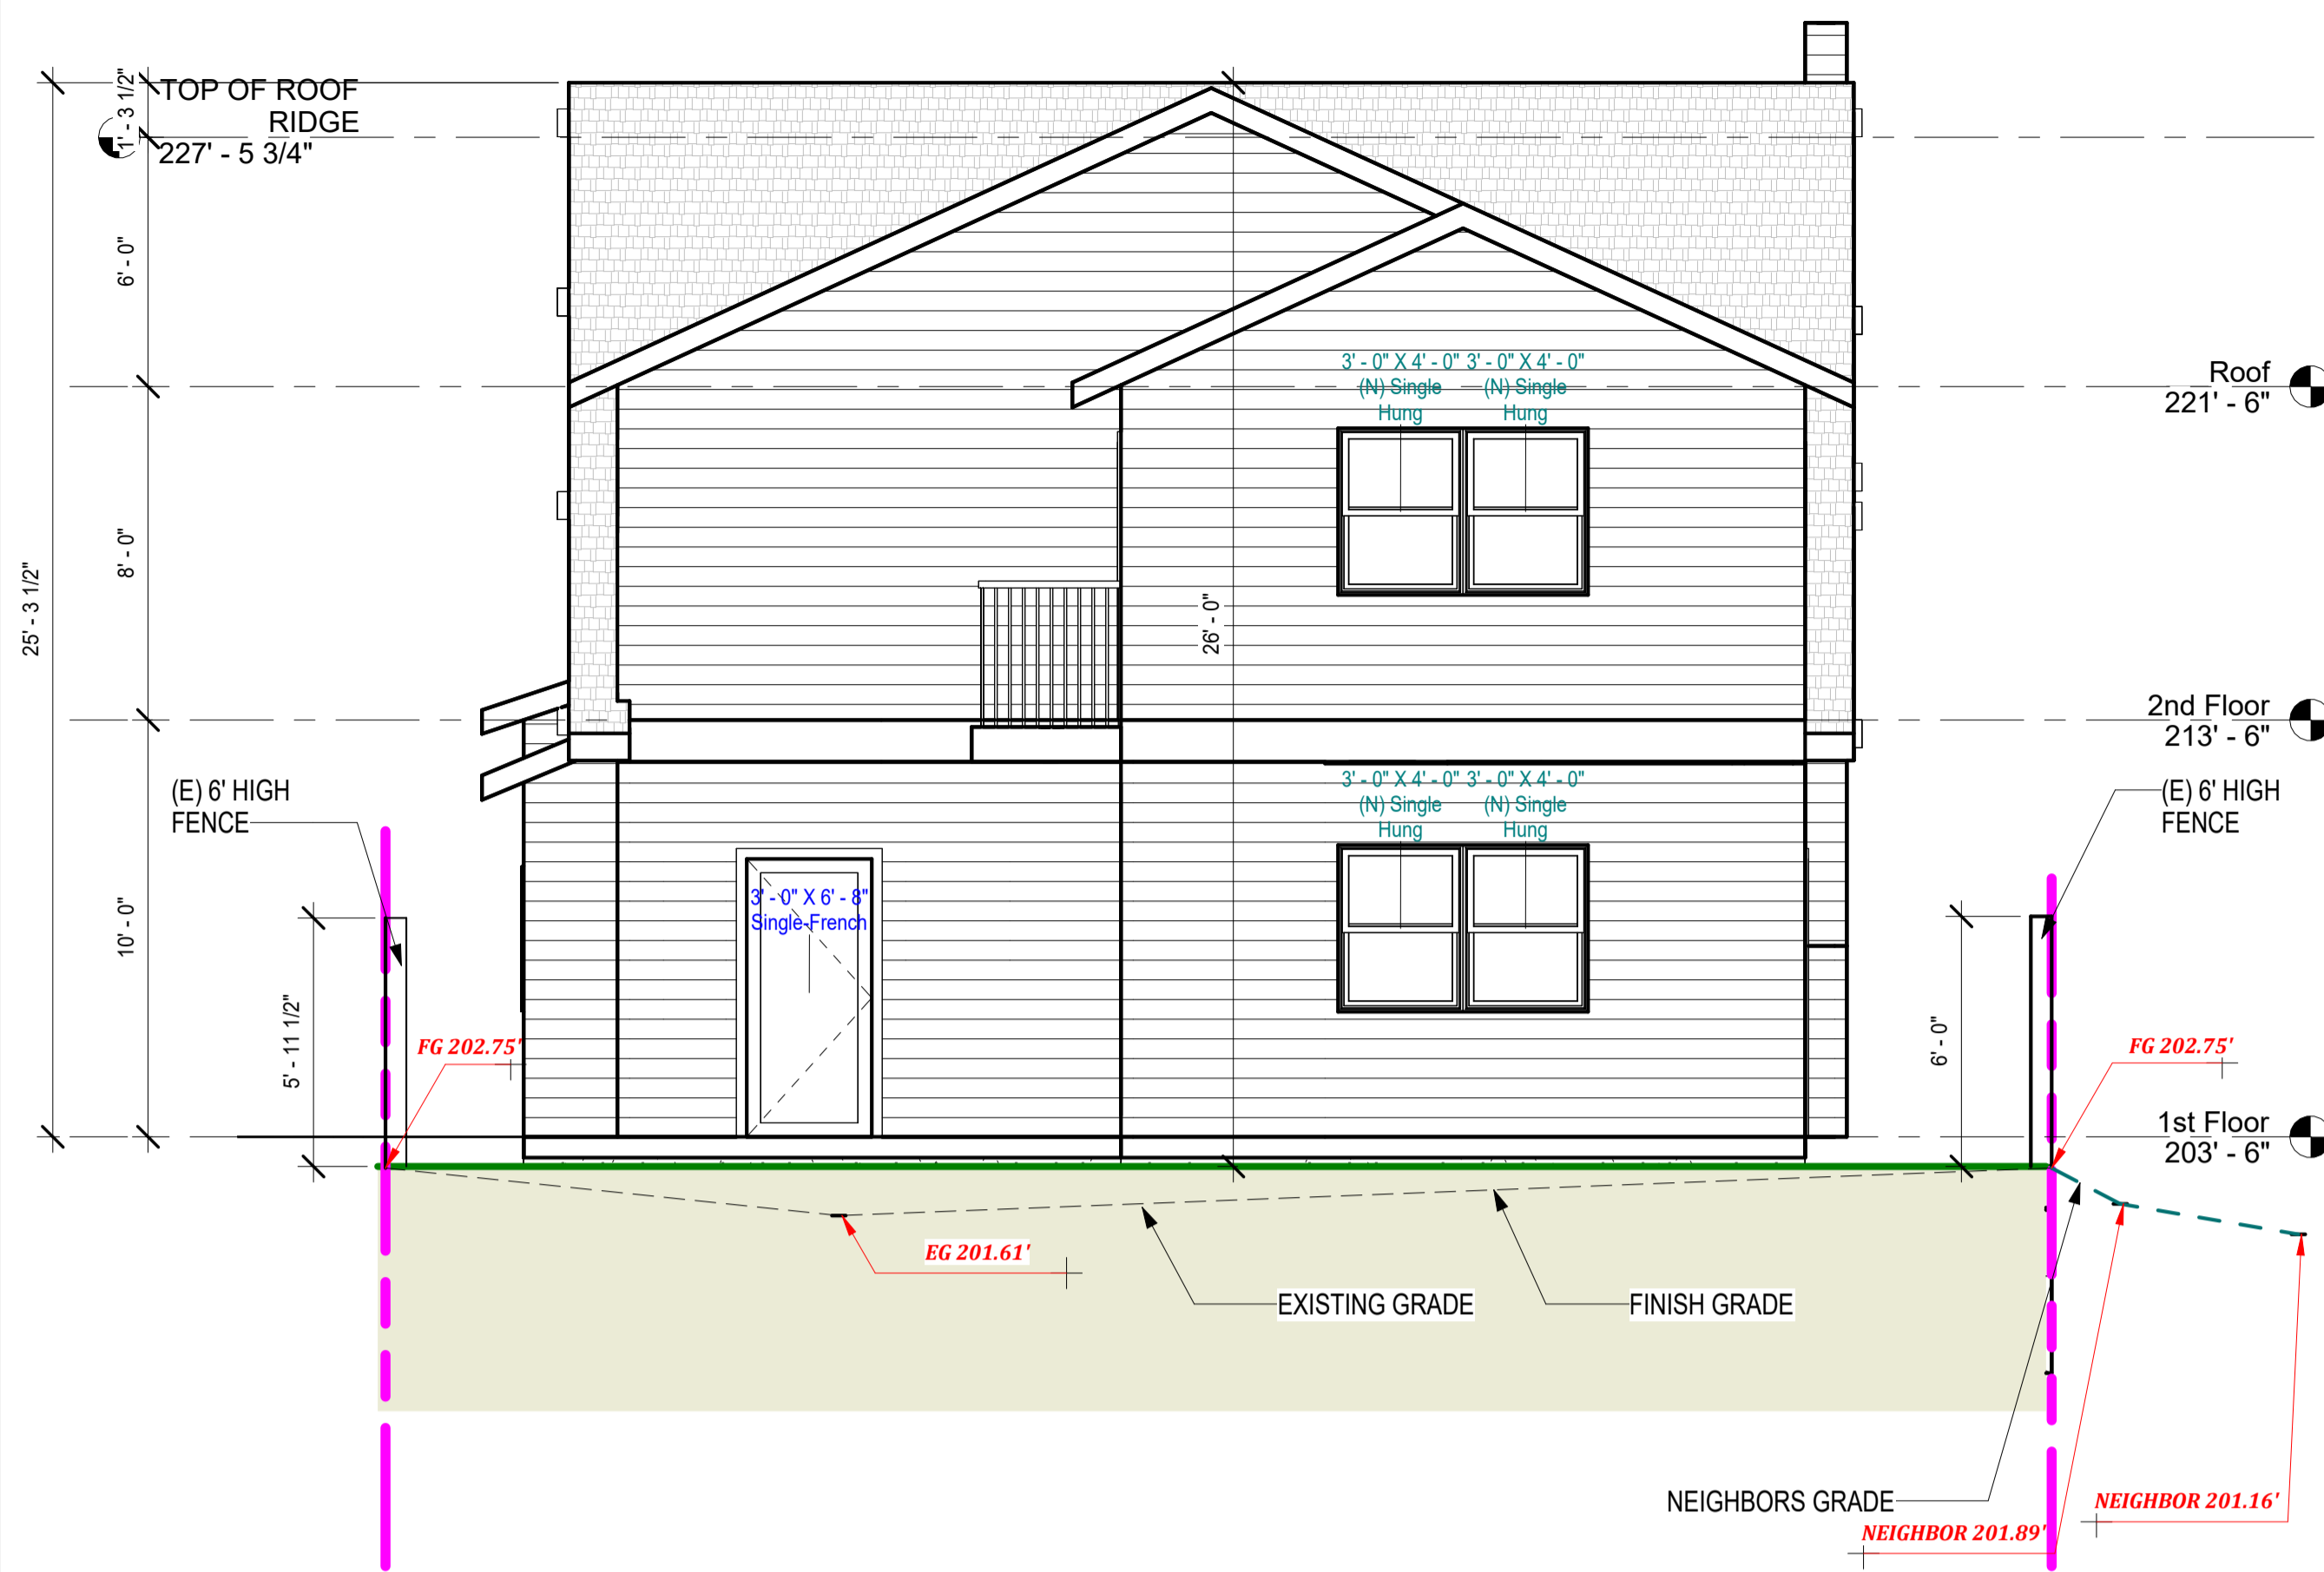 1' - 3 1/2"
TOP OF ROOF
RIDGE
227' - 5 3/4"
6' - 0"
Roof
221' - 6"
3' - 0" X 4' - 0"
(N) Single
Hung
3' - 0" X 4' - 0"
(N) Single
Hung
8' - 0"
25' - 3 1/2"
26' - 0"
2nd Floor
213' - 6"
(E) 6' HIGH
FENCE
3' - 0" X 4' - 0"
(N) Single
Hung
3' - 0" X 4' - 0"
(N) Single
Hung
(E) 6' HIGH
FENCE
3' - 0" X 6' - 8"
Single-French
10' - 0"
5' - 11 1/2"
FG 202.75'
6' - 0"
FG 202.75'
1st Floor
203' - 6"
EG 201.61'
EXISTING GRADE
FINISH GRADE
NEIGHBORS GRADE
NEIGHBOR 201.16'
NEIGHBOR 201.89'